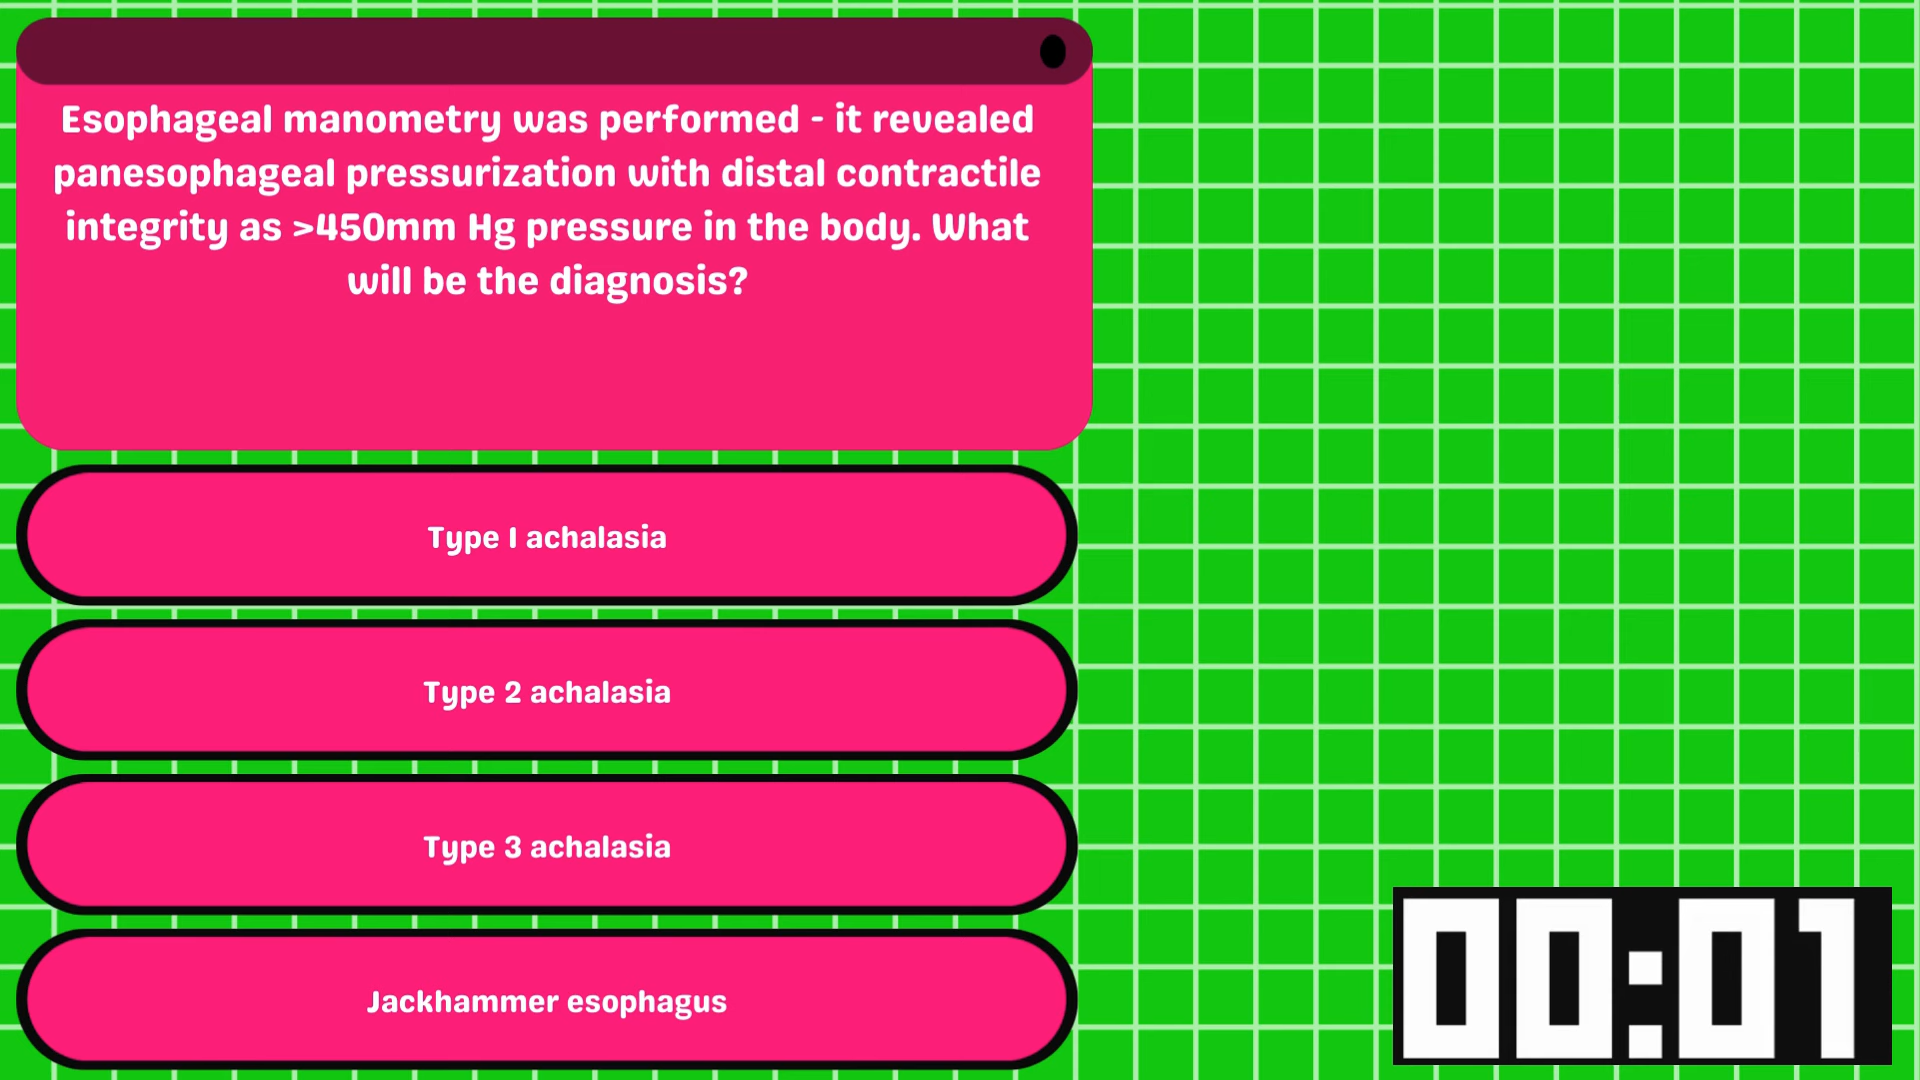 Esophageal manometry was performed - it revealed
panesophageal pressurization with distal contractile
integrity as >450mm Hg pressure in the body. What
will be the diagnosis?
Type 1 achalasia
Type 2 achalasia
Type 3 achalasia
Jackhammer esophagus
00:01